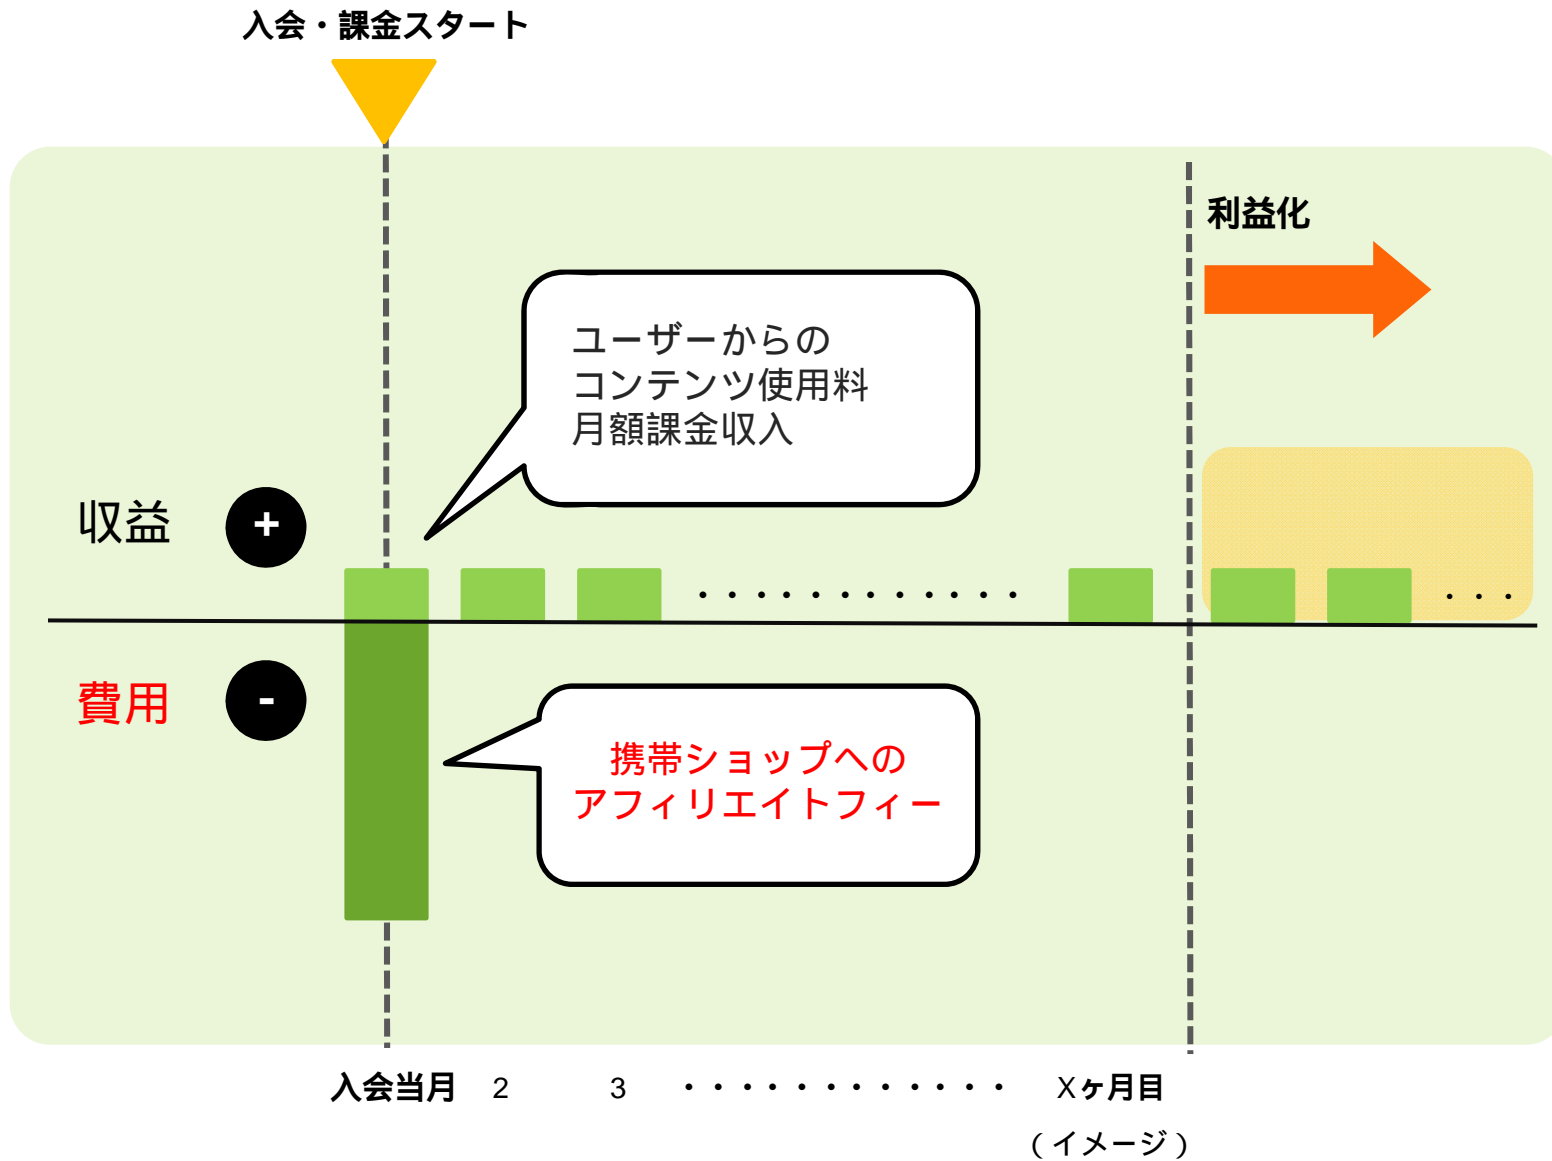 入会・課金スタート
利益化
ユーザーからの
コンテンツ使用料
月額課金収入
収益
+
・・・・・・・・・・・・
・・・
費用
-
携帯ショップへの
アフィリエイトフィー
入会当月 2 3 ・・・・・・・・・・・・ Xヶ月目
(イメージ)